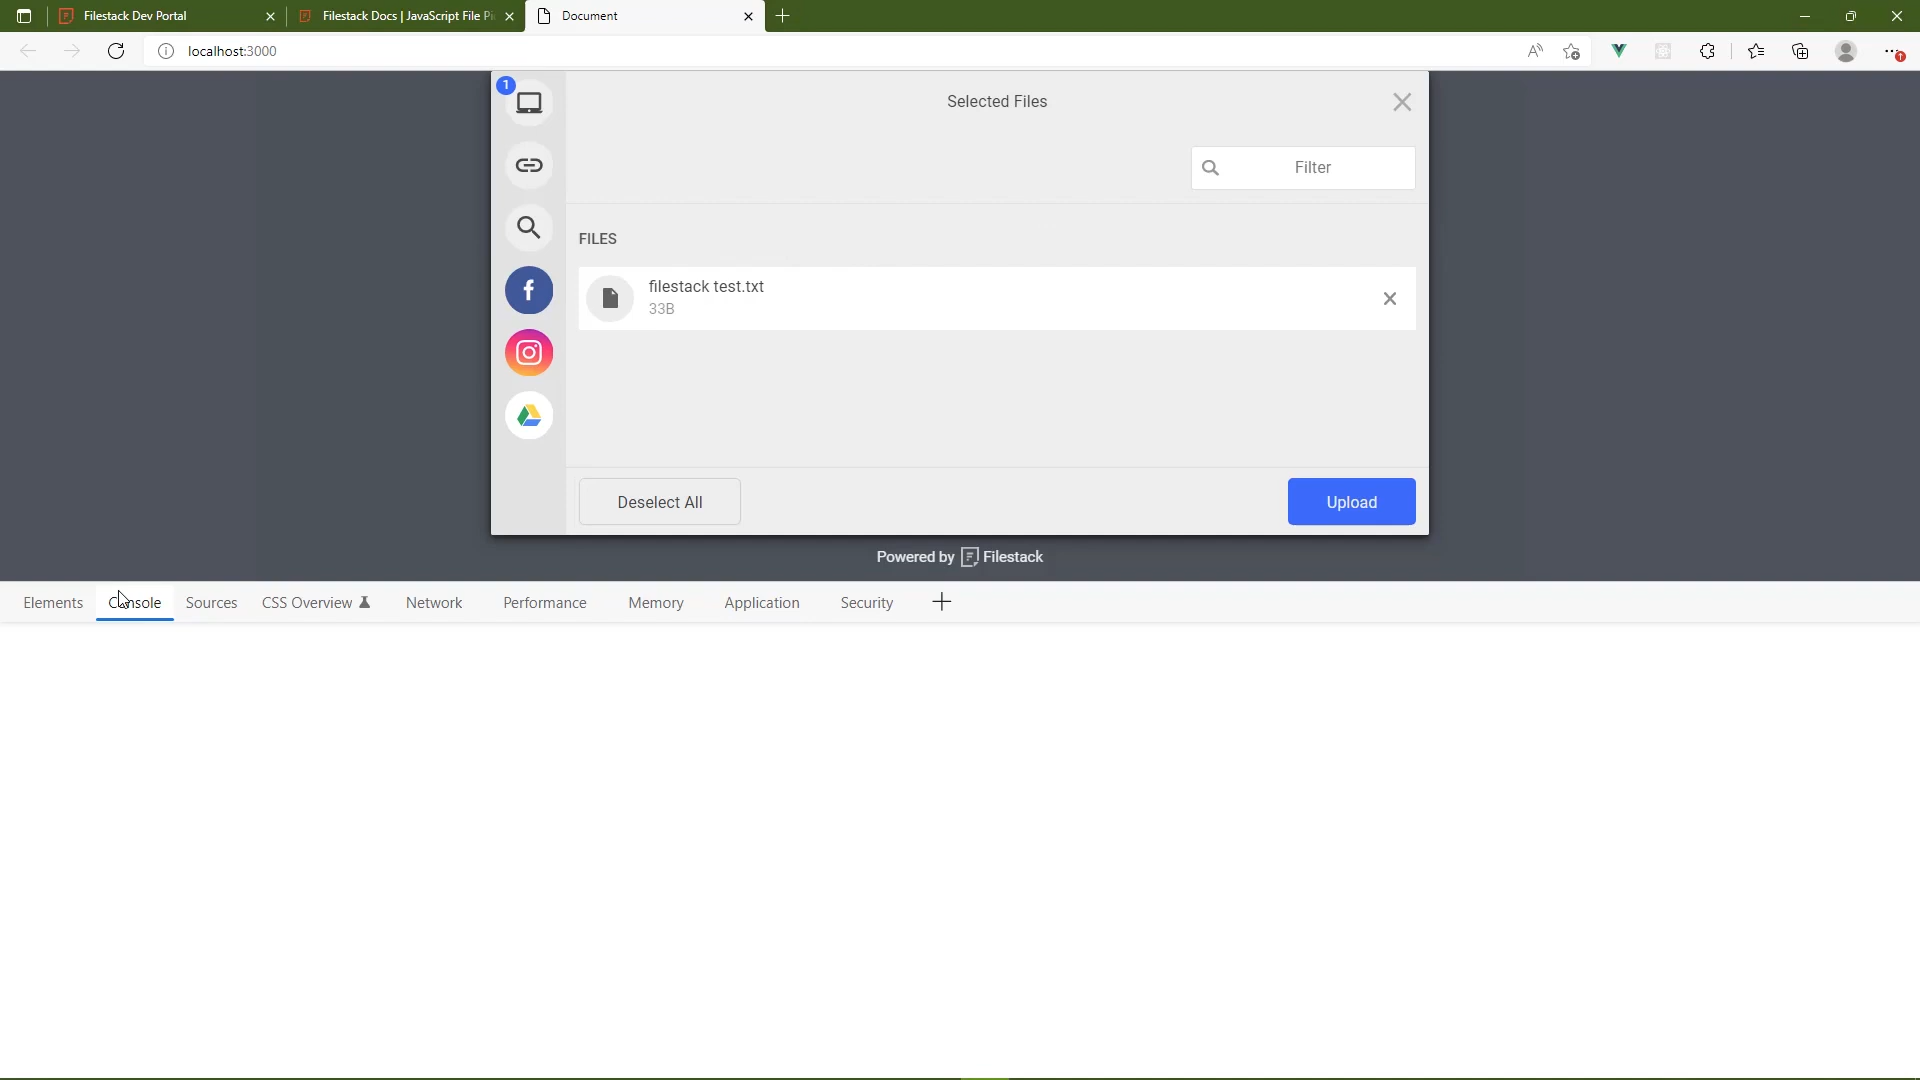 Filestack Dev Portal
Filestack Docs | JavaScript File Pi
Document
localhost:3000
1
Selected Files
Filter
FILES
filestack test.txt
33B
Deselect All
Upload
Powered by Filestack
Elements
Console
Sources
CSS Overview
Network
Performance
Memory
Application
Security